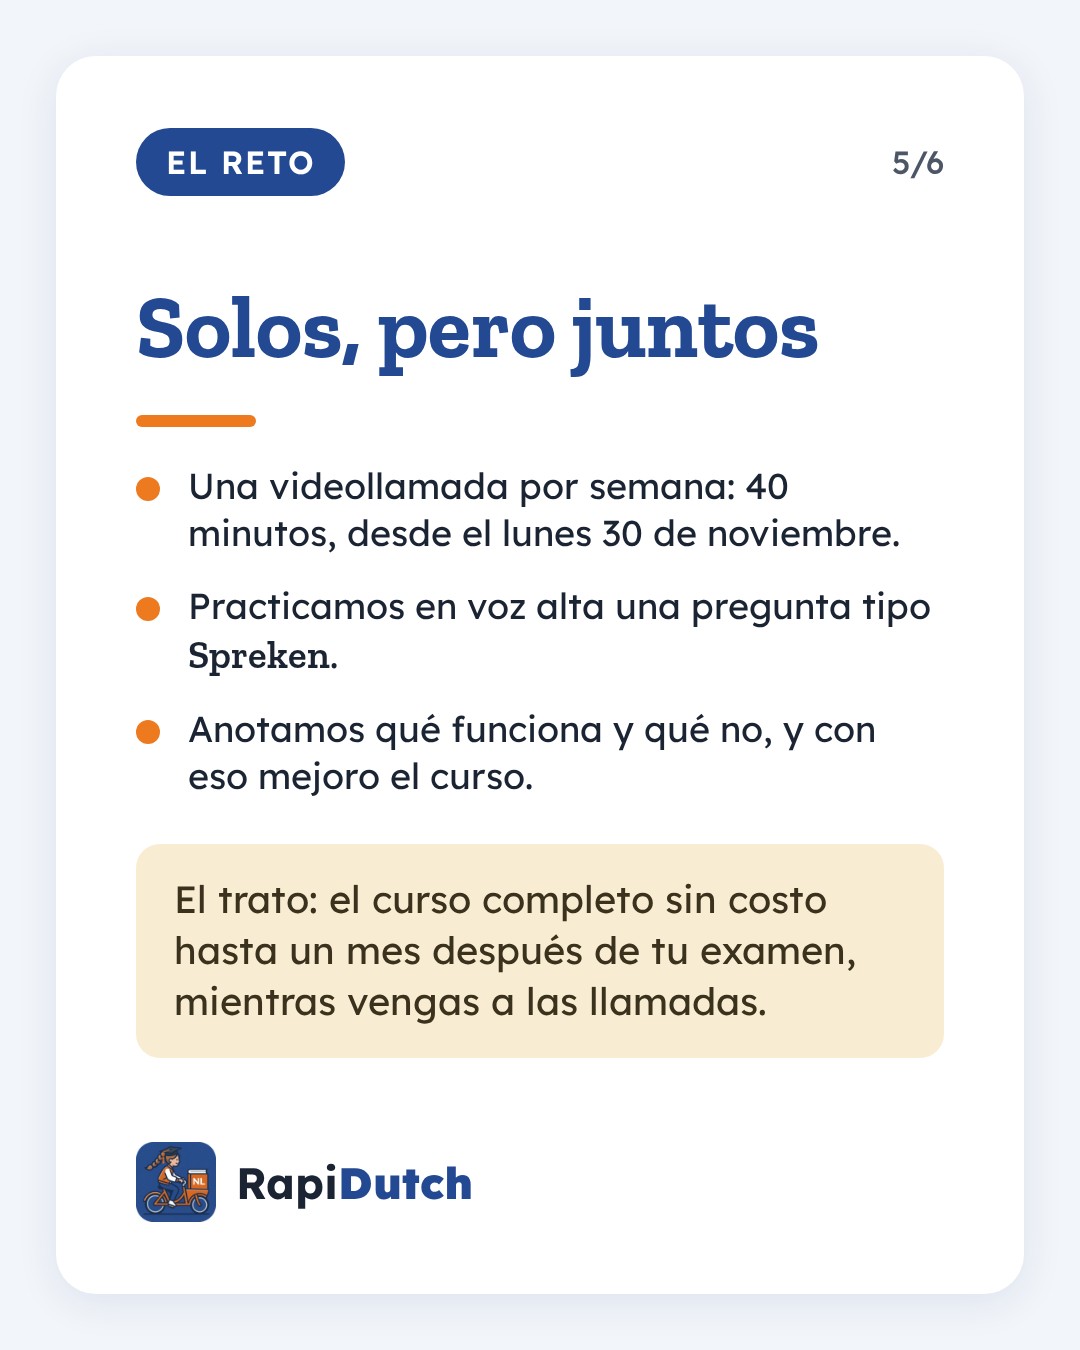 EL RETO
5/6
Solos, pero juntos
Una videollamada por semana: 40
minutos, desde el lunes 30 de noviembre.
Practicamos en voz alta una pregunta tipo
Spreken.
Anotamos qué funciona y qué no, y con
eso mejoro el curso.
El trato: el curso completo sin costo
hasta un mes después de tu examen,
mientras vengas a las llamadas.
NL
RapiDutch